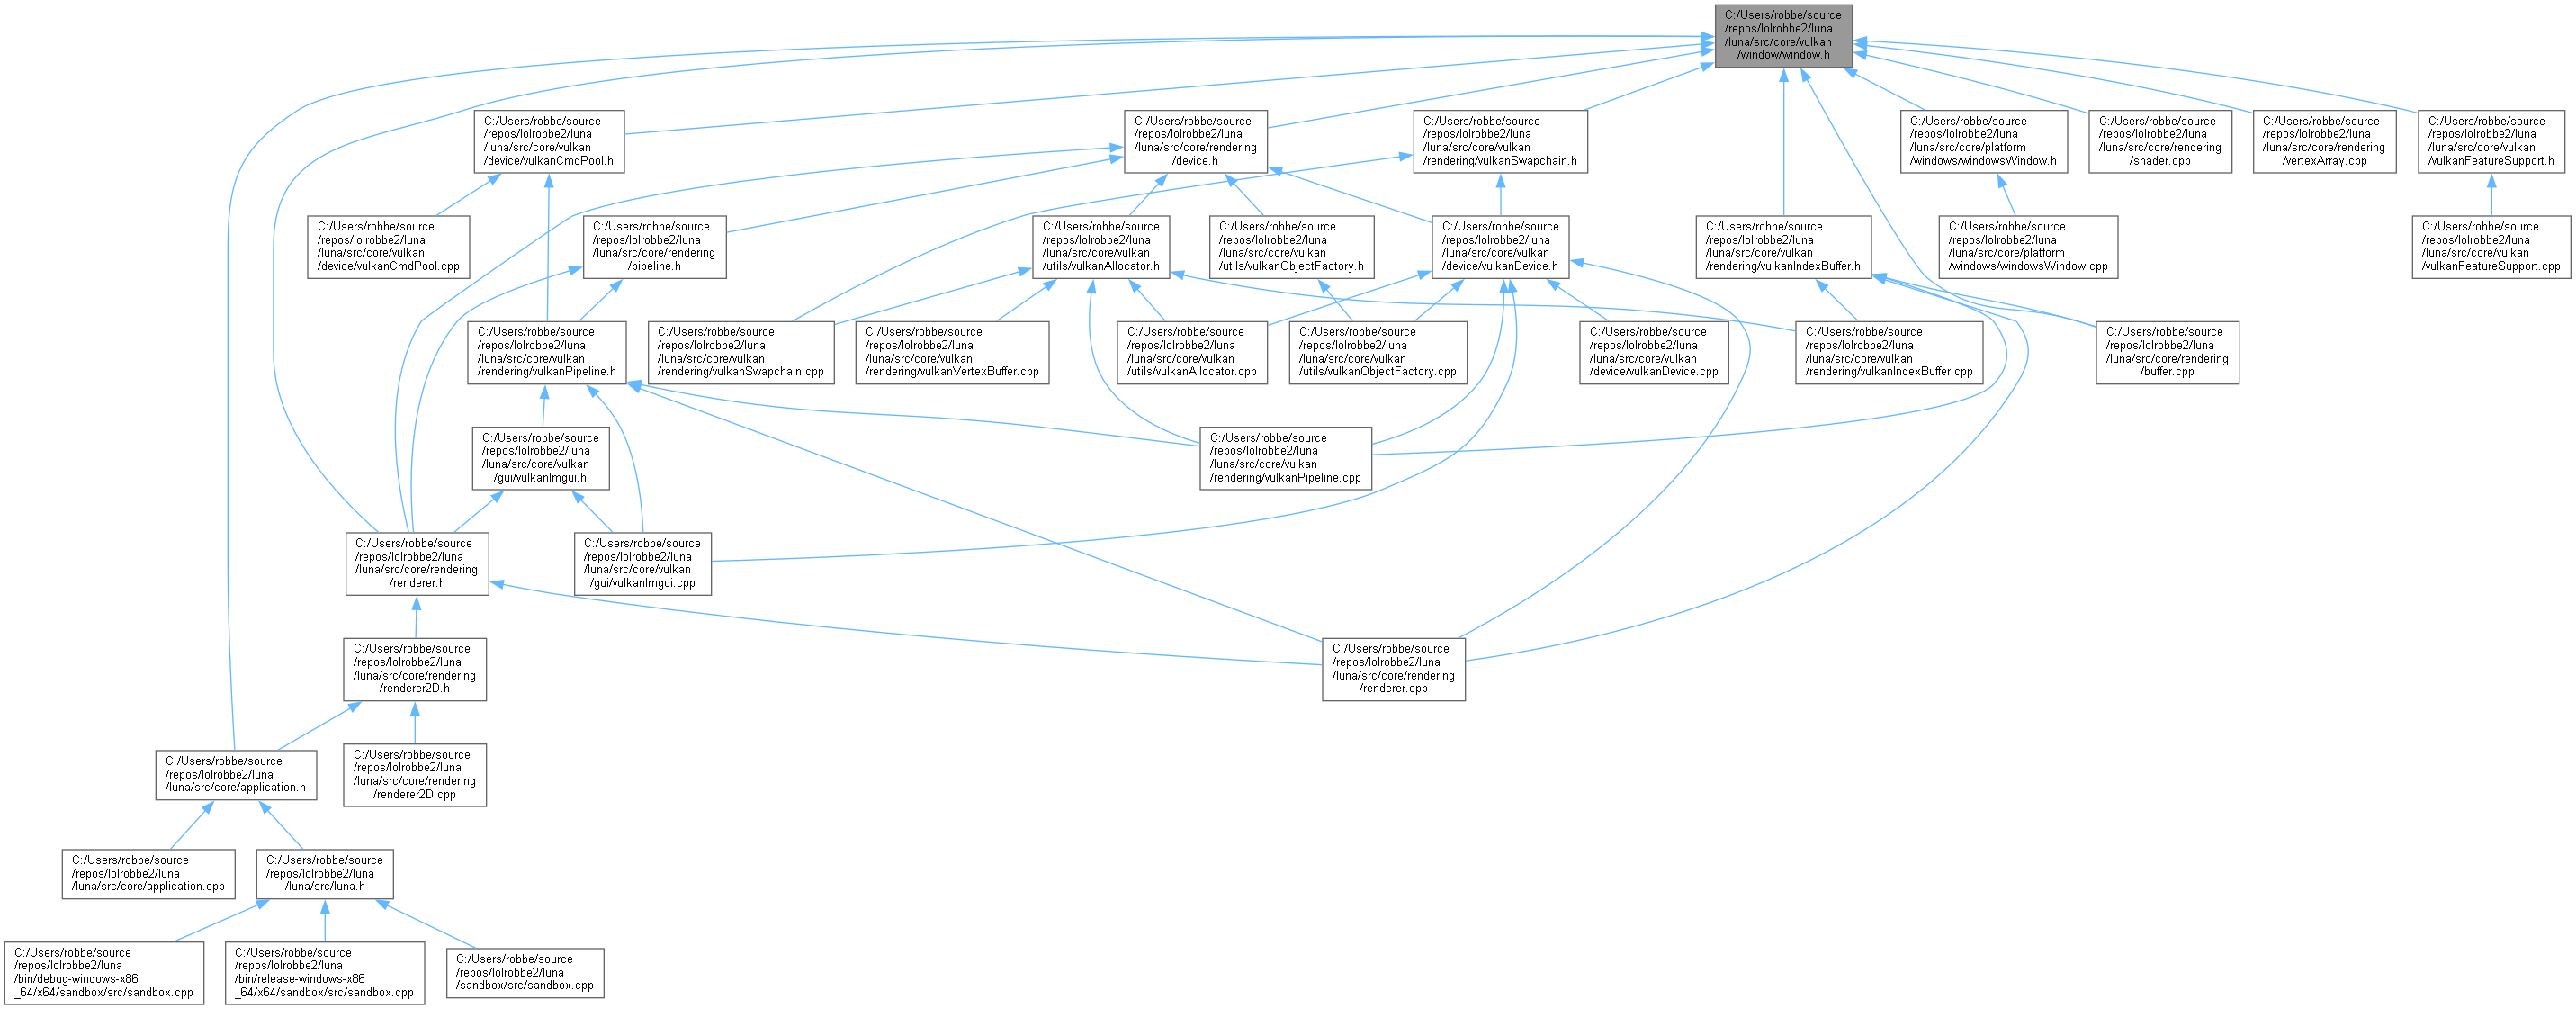 C:/Users/robbe/source
/repos/lolrobbe2/luna
/luna/src/core/vulkan
/window/window.h
C:/Users/robbe/source
/repos/lolrobbe2/luna
/luna/src/core/vulkan
/device/vulkanCmdPool.h
C:/Users/robbe/source
/repos/lolrobbe2/luna
/luna/src/core/rendering
/device.h
C:/Users/robbe/source
/repos/lolrobbe2/luna
/luna/src/core/vulkan
/rendering/vulkanSwapchain.h
C:/Users/robbe/source
/repos/lolrobbe2/luna
/luna/src/core/platform
/windows/windowsWindow.h
C:/Users/robbe/source
/repos/lolrobbe2/luna
/luna/src/core/rendering
/shader.cpp
C:/Users/robbe/source
/repos/lolrobbe2/luna
/luna/src/core/rendering
/vertexArray.cpp
C:/Users/robbe/source
/repos/lolrobbe2/luna
/luna/src/core/vulkan
/vulkanFeatureSupport.h
C:/Users/robbe/source
/repos/lolrobbe2/luna
/luna/src/core/vulkan
/device/vulkanCmdPool.cpp
C:/Users/robbe/source
/repos/lolrobbe2/luna
/luna/src/core/rendering
/pipeline.h
C:/Users/robbe/source
/repos/lolrobbe2/luna
/luna/src/core/vulkan
/utils/vulkanAllocator.h
C:/Users/robbe/source
/repos/lolrobbe2/luna
/luna/src/core/vulkan
/utils/vulkanObjectFactory.h
C:/Users/robbe/source
/repos/lolrobbe2/luna
/luna/src/core/vulkan
/device/vulkanDevice.h
C:/Users/robbe/source
/repos/lolrobbe2/luna
/luna/src/core/vulkan
/rendering/vulkanIndexBuffer.h
C:/Users/robbe/source
/repos/lolrobbe2/luna
/luna/src/core/platform
/windows/windowsWindow.cpp
C:/Users/robbe/source
/repos/lolrobbe2/luna
/luna/src/core/vulkan
/vulkanFeatureSupport.cpp
C:/Users/robbe/source
/repos/lolrobbe2/luna
/luna/src/core/vulkan
/rendering/vulkanPipeline.h
C:/Users/robbe/source
/repos/lolrobbe2/luna
/luna/src/core/vulkan
/rendering/vulkanSwapchain.cpp
C:/Users/robbe/source
/repos/lolrobbe2/luna
/luna/src/core/vulkan
/rendering/vulkanVertexBuffer.cpp
C:/Users/robbe/source
/repos/lolrobbe2/luna
/luna/src/core/vulkan
/utils/vulkanAllocator.cpp
C:/Users/robbe/source
/repos/lolrobbe2/luna
/luna/src/core/vulkan
/utils/vulkanObjectFactory.cpp
C:/Users/robbe/source
/repos/lolrobbe2/luna
/luna/src/core/vulkan
/device/vulkanDevice.cpp
C:/Users/robbe/source
/repos/lolrobbe2/luna
/luna/src/core/vulkan
/rendering/vulkanIndexBuffer.cpp
C:/Users/robbe/source
/repos/lolrobbe2/luna
/luna/src/core/rendering
/buffer.cpp
C:/Users/robbe/source
/repos/lolrobbe2/luna
/luna/src/core/vulkan
/gui/vulkanImgui.h
C:/Users/robbe/source
/repos/lolrobbe2/luna
/luna/src/core/vulkan
/rendering/vulkanPipeline.cpp
C:/Users/robbe/source
/repos/lolrobbe2/luna
/luna/src/core/rendering
/renderer.h
C:/Users/robbe/source
/repos/lolrobbe2/luna
/luna/src/core/vulkan
/gui/vulkanImgui.cpp
C:/Users/robbe/source
/repos/lolrobbe2/luna
/luna/src/core/rendering
/renderer2D.h
C:/Users/robbe/source
/repos/lolrobbe2/luna
/luna/src/core/rendering
/renderer.cpp
C:/Users/robbe/source
/repos/lolrobbe2/luna
/luna/src/core/application.h
C:/Users/robbe/source
/repos/lolrobbe2/luna
/luna/src/core/rendering
/renderer2D.cpp
C:/Users/robbe/source
/repos/lolrobbe2/luna
/luna/src/core/application.cpp
C:/Users/robbe/source
/repos/lolrobbe2/luna
/luna/src/luna.h
C:/Users/robbe/source
/repos/lolrobbe2/luna
/bin/debug-windows-x86
_64/x64/sandbox/src/sandbox.cpp
C:/Users/robbe/source
/repos/lolrobbe2/luna
/bin/release-windows-x86
_64/x64/sandbox/src/sandbox.cpp
C:/Users/robbe/source
/repos/lolrobbe2/luna
/sandbox/src/sandbox.cpp